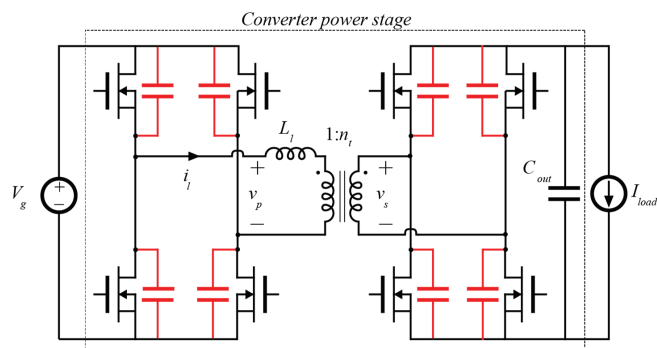 Converter power stage
L_l
1:n_t
i_l
+
v_p
−
+
v_s
−
V_g
+
−
C_out
I_load